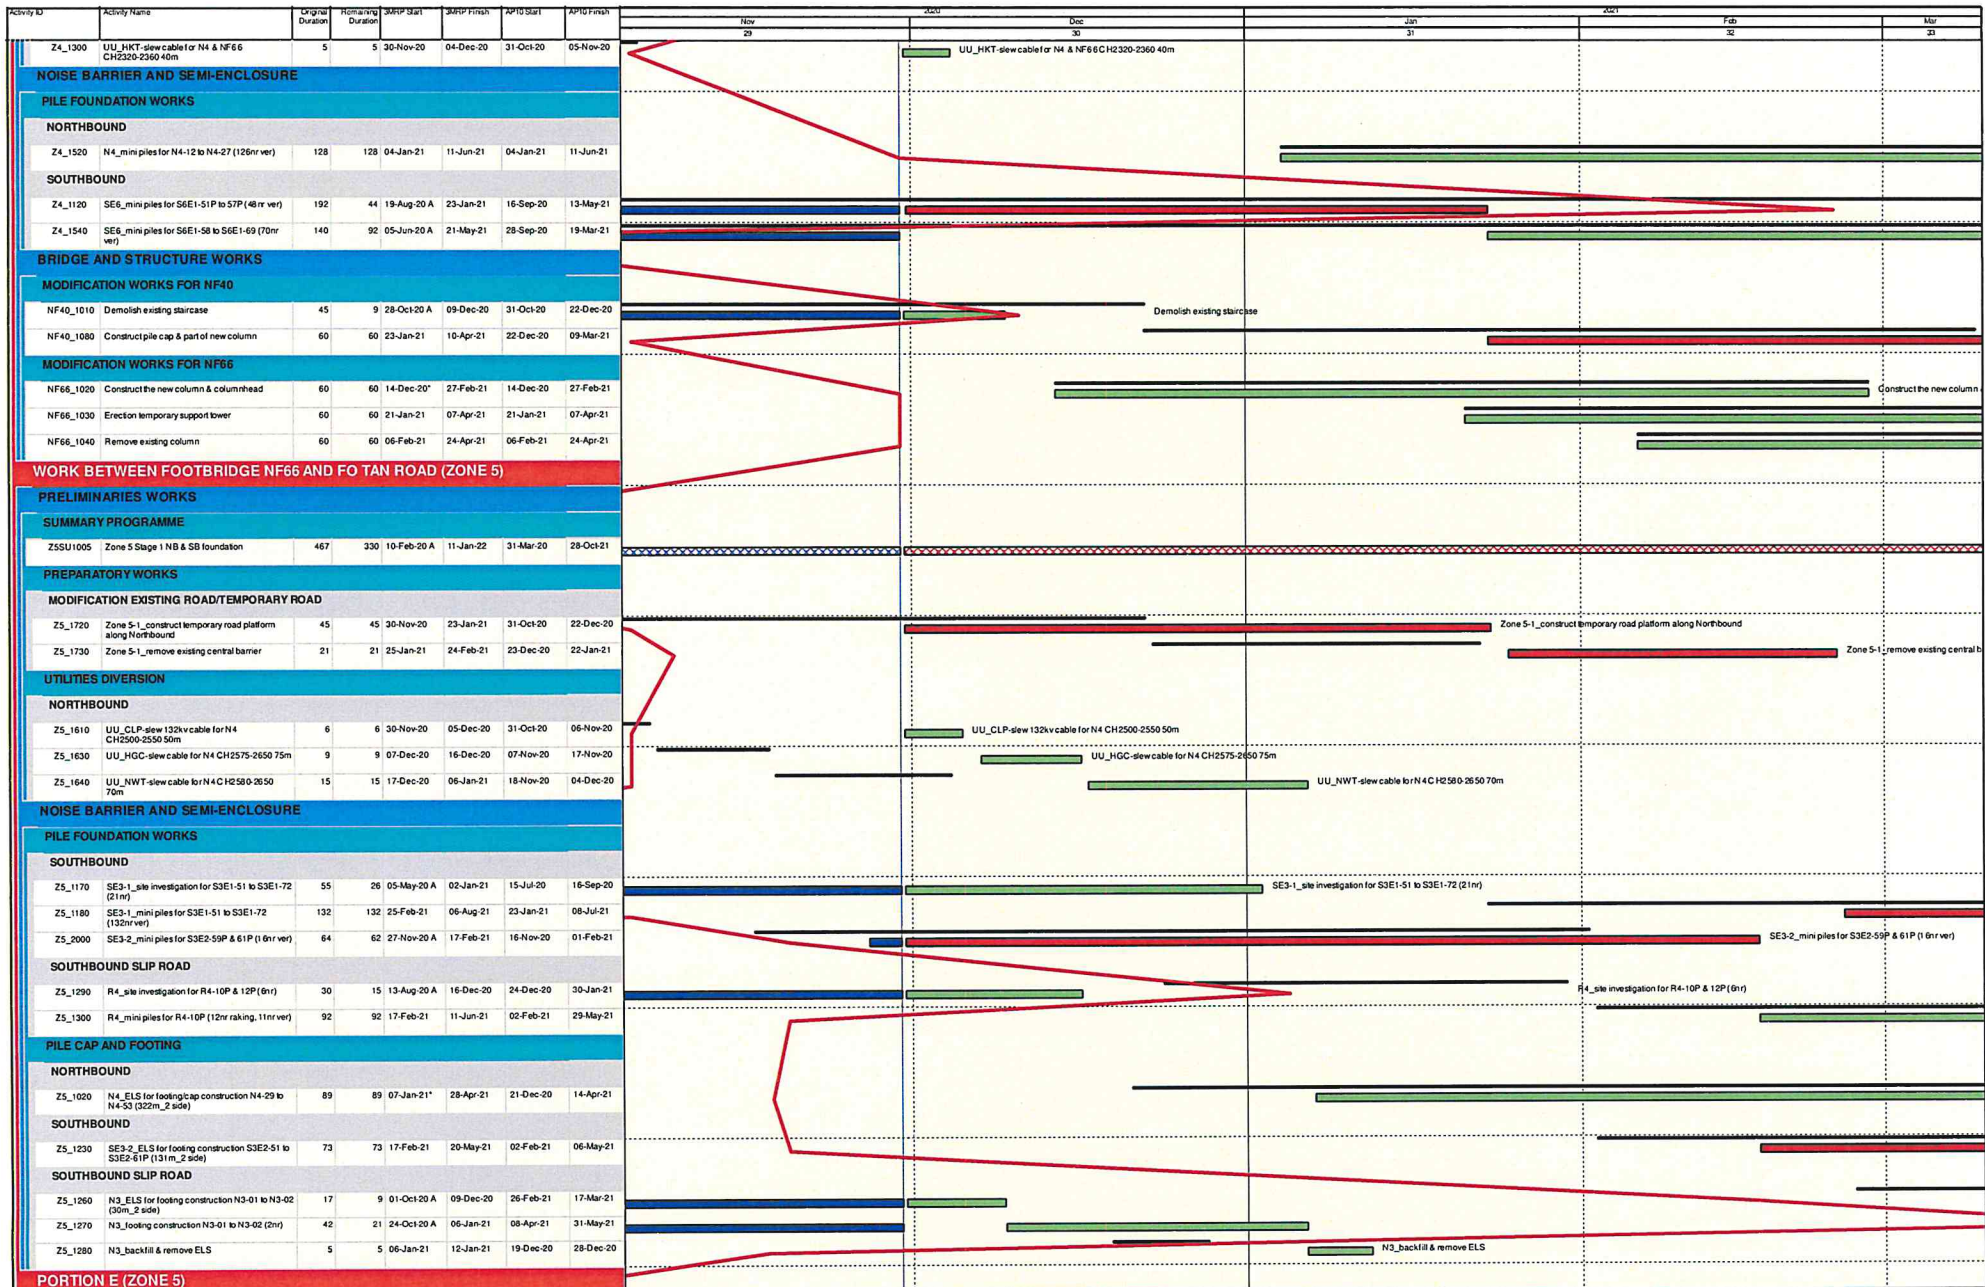 Activity ID Activity Name Original Duration Remaining Duration 3MRP Start 3MRP Finish AP10 Start AP10 Finish 2020 2021
Nov Dec Jan Feb Mar
29 30 31 32 33
Z4_1300 UU_HKT-slew cable for N4 & NF66 CH2320-2360 40m 5 5 30-Nov-20 04-Dec-20 31-Oct-20 05-Nov-20 UU_HKT-slew cable for N4 & NF66 CH2320-2360 40m
NOISE BARRIER AND SEMI-ENCLOSURE
PILE FOUNDATION WORKS
NORTHBOUND
Z4_1520 N4_mini piles for N4-12 to N4-27 (126nr ver) 128 128 04-Jan-21 11-Jun-21 04-Jan-21 11-Jun-21
SOUTHBOUND
Z4_1120 SE6_mini piles for S6E1-51P to 57P (48nr ver) 192 44 19-Aug-20 A 23-Jan-21 16-Sep-20 13-May-21
Z4_1540 SE6_mini piles for S6E1-58 to S6E1-69 (70nr ver) 140 92 05-Jun-20 A 21-May-21 28-Sep-20 19-Mar-21
BRIDGE AND STRUCTURE WORKS
MODIFICATION WORKS FOR NF40
NF40_1010 Demolish existing staircase 45 9 28-Oct-20 A 09-Dec-20 31-Oct-20 22-Dec-20 Demolish existing staircase
NF40_1080 Construct pile cap & part of new column 60 60 23-Jan-21 10-Apr-21 22-Dec-20 09-Mar-21
MODIFICATION WORKS FOR NF66
NF66_1020 Construct the new column & columnhead 60 60 14-Dec-20* 27-Feb-21 14-Dec-20 27-Feb-21 Construct the new column
NF66_1030 Erection temporary support tower 60 60 21-Jan-21 07-Apr-21 21-Jan-21 07-Apr-21
NF66_1040 Remove existing column 60 60 06-Feb-21 24-Apr-21 06-Feb-21 24-Apr-21
WORK BETWEEN FOOTBRIDGE NF66 AND FO TAN ROAD (ZONE 5)
PRELIMINARIES WORKS
SUMMARY PROGRAMME
Z5SU1005 Zone 5 Stage 1 NB & SB foundation 467 330 10-Feb-20 A 11-Jan-22 31-Mar-20 28-Oct-21
PREPARATORY WORKS
MODIFICATION EXISTING ROAD/TEMPORARY ROAD
Z5_1720 Zone 5-1_construct temporary road platform along Northbound 45 45 30-Nov-20 23-Jan-21 31-Oct-20 22-Dec-20 Zone 5-1_construct temporary road platform along Northbound
Z5_1730 Zone 5-1_remove existing central barrier 21 21 25-Jan-21 24-Feb-21 23-Dec-20 22-Jan-21 Zone 5-1_remove existing central b
UTILITIES DIVERSION
NORTHBOUND
Z5_1610 UU_CLP-slew 132kv cable for N4 CH2500-2550 50m 6 6 30-Nov-20 05-Dec-20 31-Oct-20 06-Nov-20 UU_CLP-slew 132kv cable for N4 CH2500-2550 50m
Z5_1630 UU_HGC-slew cable for N4 CH2575-2650 75m 9 9 07-Dec-20 16-Dec-20 07-Nov-20 17-Nov-20 UU_HGC-slew cable for N4 CH2575-2650 75m
Z5_1640 UU_NWT-slew cable for N4 CH2580-2650 70m 15 15 17-Dec-20 06-Jan-21 18-Nov-20 04-Dec-20 UU_NWT-slew cable for N4 CH2580-2650 70m
NOISE BARRIER AND SEMI-ENCLOSURE
PILE FOUNDATION WORKS
SOUTHBOUND
Z5_1170 SE3-1_site investigation for S3E1-51 to S3E1-72 (21nr) 55 26 05-May-20 A 02-Jan-21 15-Jul-20 16-Sep-20 SE3-1_site investigation for S3E1-51 to S3E1-72 (21nr)
Z5_1180 SE3-1_mini piles for S3E1-51 to S3E1-72 (132nr ver) 132 132 25-Feb-21 06-Aug-21 23-Jan-21 08-Jul-21
Z5_2000 SE3-2_mini piles for S3E2-59P & 61P (16nr ver) 64 62 27-Nov-20 A 17-Feb-21 16-Nov-20 01-Feb-21 SE3-2_mini piles for S3E2-59P & 61P (16nr ver)
SOUTHBOUND SLIP ROAD
Z5_1290 R4_site investigation for R4-10P & 12P (6nr) 30 15 13-Aug-20 A 16-Dec-20 24-Dec-20 30-Jan-21 R4_site investigation for R4-10P & 12P (6nr)
Z5_1300 R4_mini piles for R4-10P (12nr raking, 11nr ver) 92 92 17-Feb-21 11-Jun-21 02-Feb-21 29-May-21
PILE CAP AND FOOTING
NORTHBOUND
Z5_1020 N4_ELS for footing/cap construction N4-29 to N4-53 (322m_2 side) 89 89 07-Jan-21* 28-Apr-21 21-Dec-20 14-Apr-21
SOUTHBOUND
Z5_1230 SE3-2_ELS for footing construction S3E2-51 to S3E2-61P (131m_2 side) 73 73 17-Feb-21 20-May-21 02-Feb-21 06-May-21
SOUTHBOUND SLIP ROAD
Z5_1260 N3_ELS for footing construction N3-01 to N3-02 (30m_2 side) 17 9 01-Oct-20 A 09-Dec-20 26-Feb-21 17-Mar-21
Z5_1270 N3_footing construction N3-01 to N3-02 (2nr) 42 21 24-Oct-20 A 06-Jan-21 08-Apr-21 31-May-21
Z5_1280 N3_backfill & remove ELS 5 5 06-Jan-21 12-Jan-21 19-Dec-20 28-Dec-20 N3_backfill & remove ELS
PORTION E (ZONE 5)